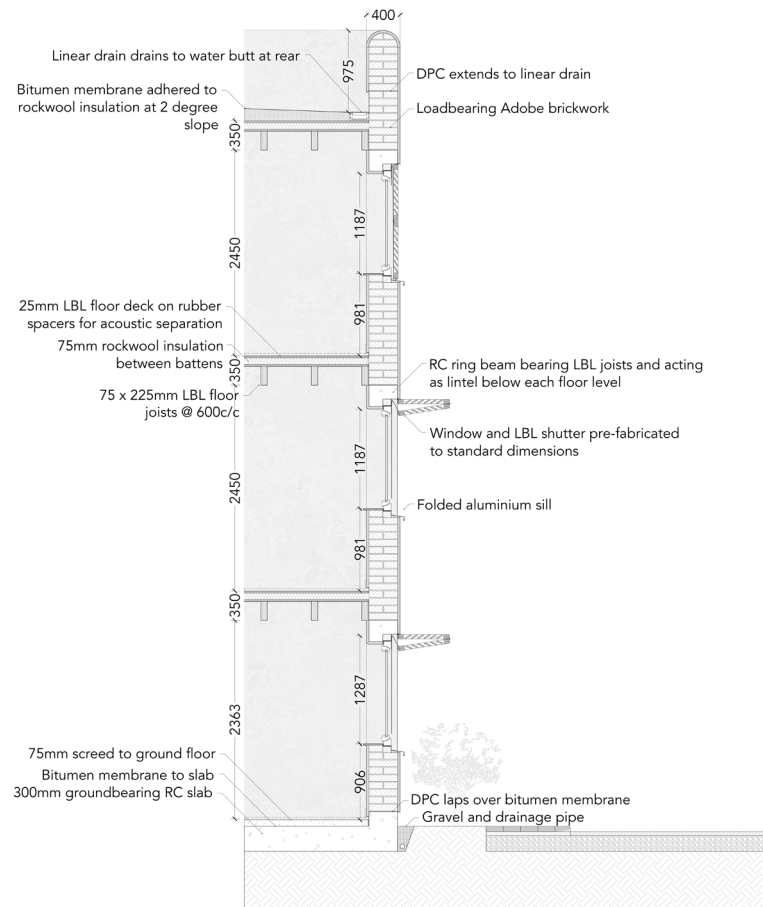 400
Linear drain drains to water butt at rear
975
DPC extends to linear drain
Bitumen membrane adhered to
rockwool insulation at 2 degree
slope
Loadbearing Adobe brickwork
350
1187
2450
981
25mm LBL floor deck on rubber
spacers for acoustic separation
75mm rockwool insulation
between battens
350
RC ring beam bearing LBL joists and acting
as lintel below each floor level
75 x 225mm LBL floor
joists @ 600c/c
Window and LBL shutter pre-fabricated
to standard dimensions
1187
2450
Folded aluminium sill
981
350
1287
2363
75mm screed to ground floor
Bitumen membrane to slab
300mm groundbearing RC slab
906
DPC laps over bitumen membrane
Gravel and drainage pipe